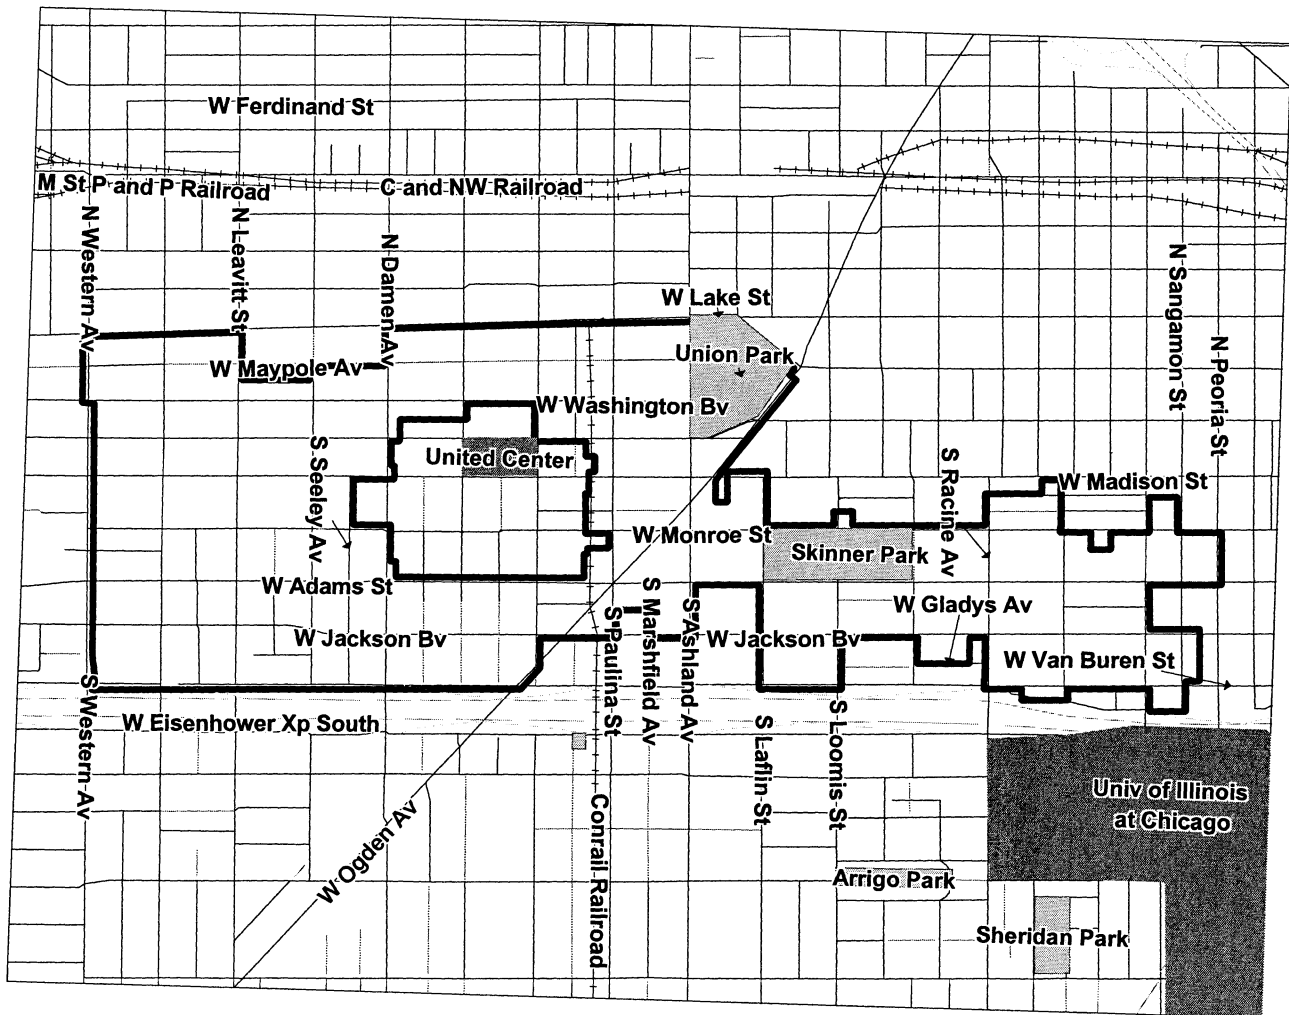 W Ferdinand St
M St P and P Railroad
C and NW Railroad
N Western Av
N Leavitt St
N Damen Av
N Sangamon St
N Peoria St
W Lake St
Union Park
W Maypole Av
W Washington Bv
S Seeley Av
United Center
S Racine Av
W Madison St
W Monroe St
Skinner Park
W Adams St
W Gladys Av
S Paulina St
S Marshfield Av
S Ashland Av
W Jackson Bv
W Jackson Bv
W Van Buren St
S Western Av
W Eisenhower Xp South
S Laflin St
S Loomis St
Univ of Illinois
at Chicago
W Ogden Av
Conrail Railroad
Arrigo Park
Sheridan Park